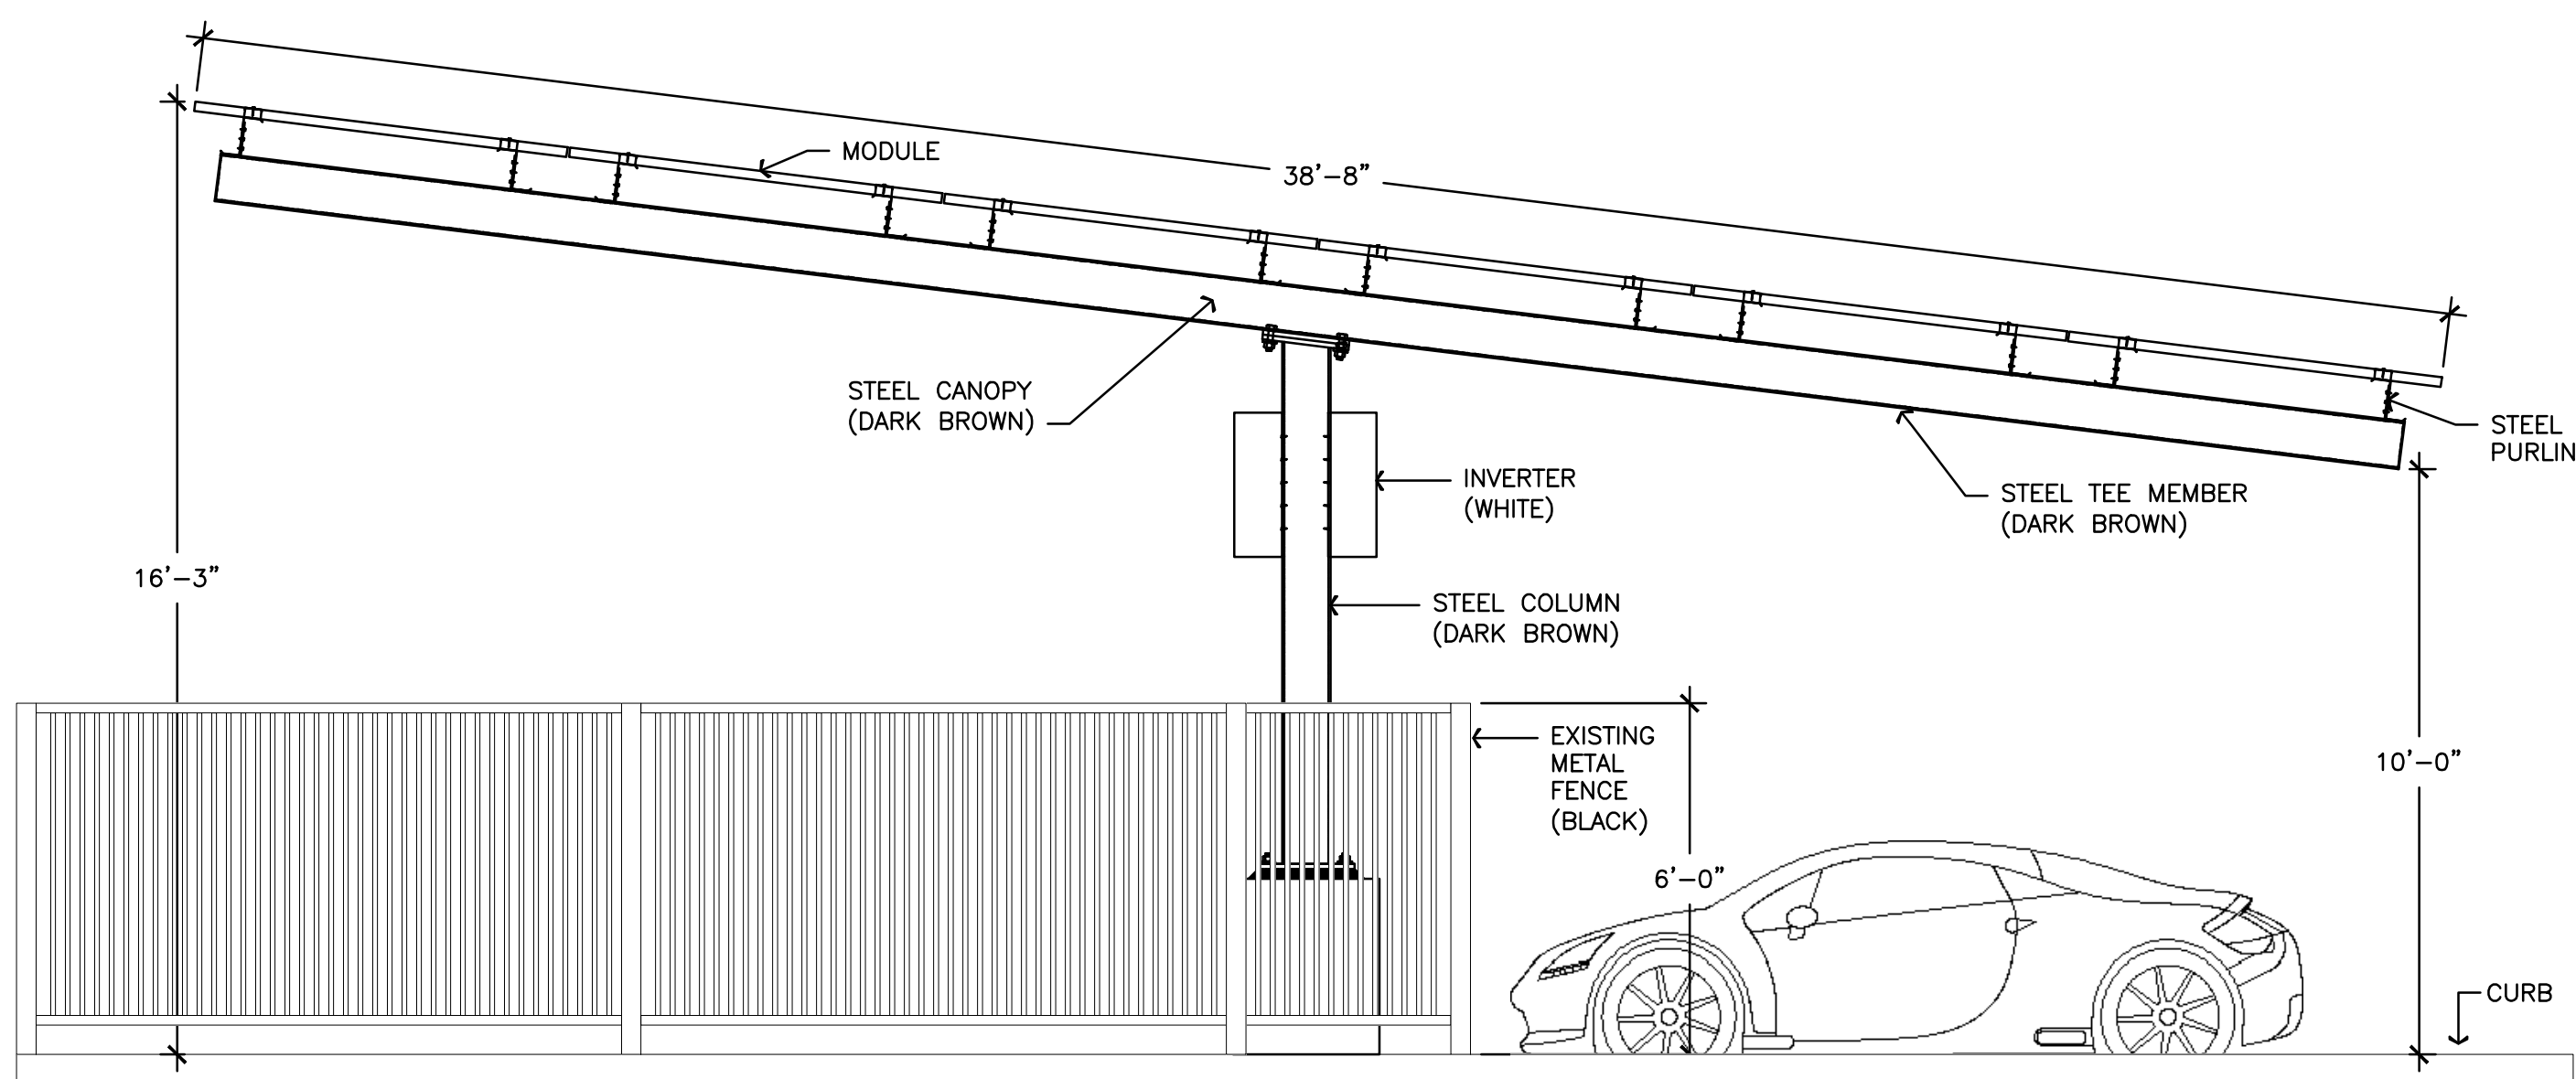 38'-8"
MODULE
STEEL CANOPY
(DARK BROWN)
STEEL
PURLIN
INVERTER
(WHITE)
STEEL TEE MEMBER
(DARK BROWN)
16'-3"
STEEL COLUMN
(DARK BROWN)
EXISTING
METAL
FENCE
(BLACK)
10'-0"
6'-0"
CURB